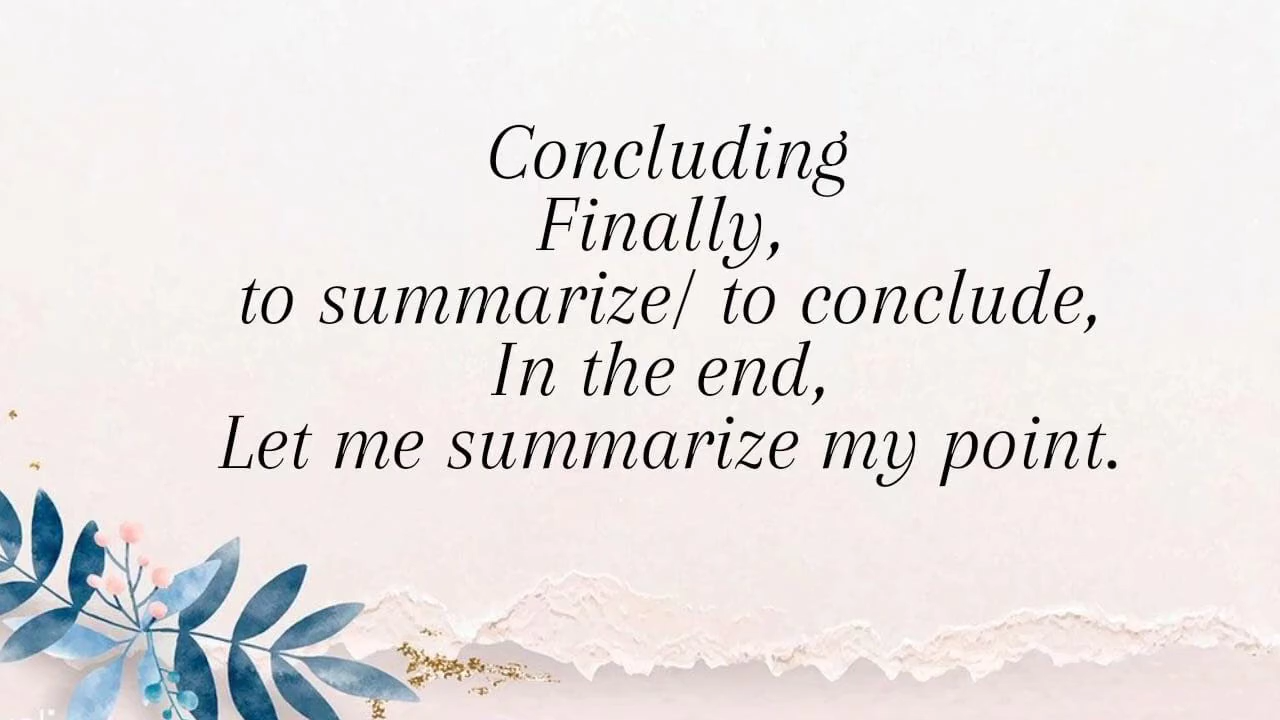 Concluding
Finally,
to summarize/ to conclude,
In the end,
Let me summarize my point.